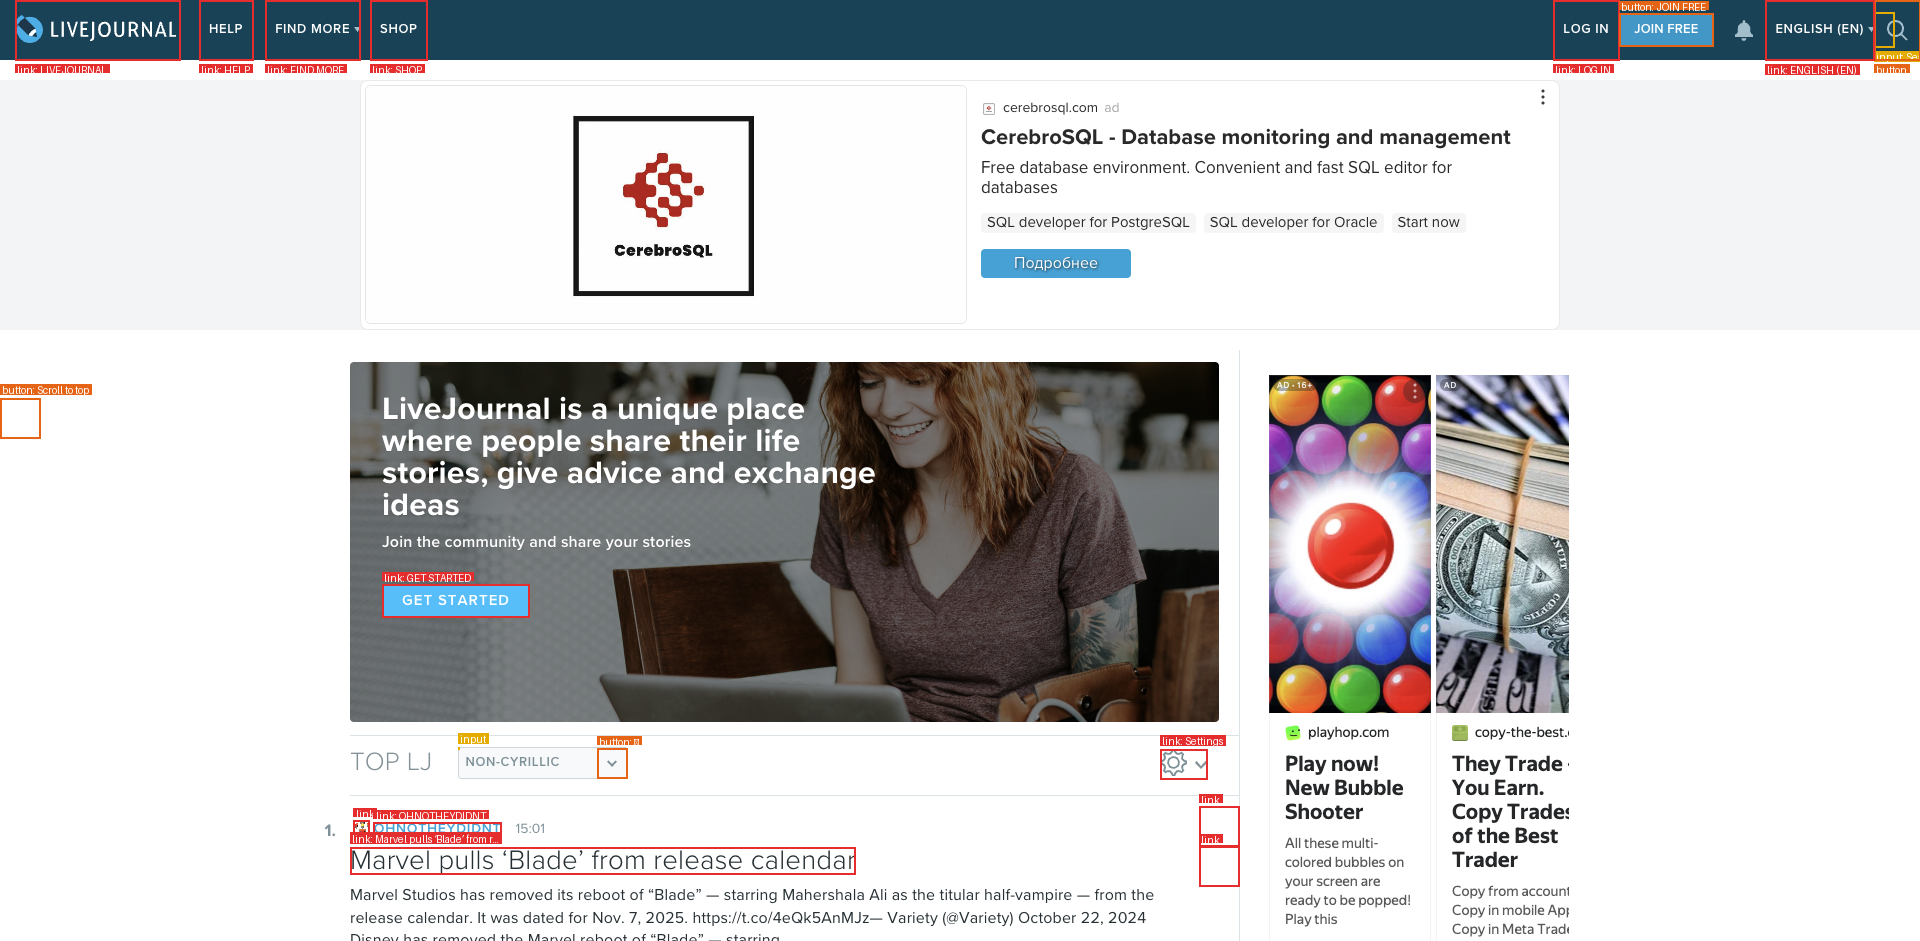 LIVEJOURNAL
HELP
FIND MORE
SHOP
LOG IN
JOIN FREE
ENGLISH (EN)
button: JOIN FREE
link: LIVEJOURNAL
link: HELP
link: FIND MORE
link: SHOP
link: LOG IN
link: ENGLISH (EN)
input: Se
button
CerebroSQL
cerebrosql.com ad
CerebroSQL - Database monitoring and management
Free database environment. Convenient and fast SQL editor for
databases
SQL developer for PostgreSQL
SQL developer for Oracle
Start now
Подробнее
button: Scroll to top
LiveJournal is a unique place
where people share their life
stories, give advice and exchange
ideas
Join the community and share your stories
link: GET STARTED
GET STARTED
input
button:
link: Settings
TOP LJ
NON-CYRILLIC
link
link: OHNOTHEYDIDNT
1.
OHNOTHEYDIDNT
15:01
link: Marvel pulls ‘Blade’ from r...
link
link
Marvel pulls ‘Blade’ from release calendar
Marvel Studios has removed its reboot of “Blade” — starring Mahershala Ali as the titular half-vampire — from the
release calendar. It was dated for Nov. 7, 2025. https://t.co/4eQk5AnMJz— Variety (@Variety) October 22, 2024
Disney has removed the Marvel reboot of “Blade” — starring
AD • 16+
playhop.com
Play now!
New Bubble
Shooter
All these multi-
colored bubbles on
your screen are
ready to be popped!
Play this
AD
copy-the-best.
They Trade -
You Earn.
Copy Trades
of the Best
Trader
Copy from account
Copy in mobile App
Copy in Meta Trade